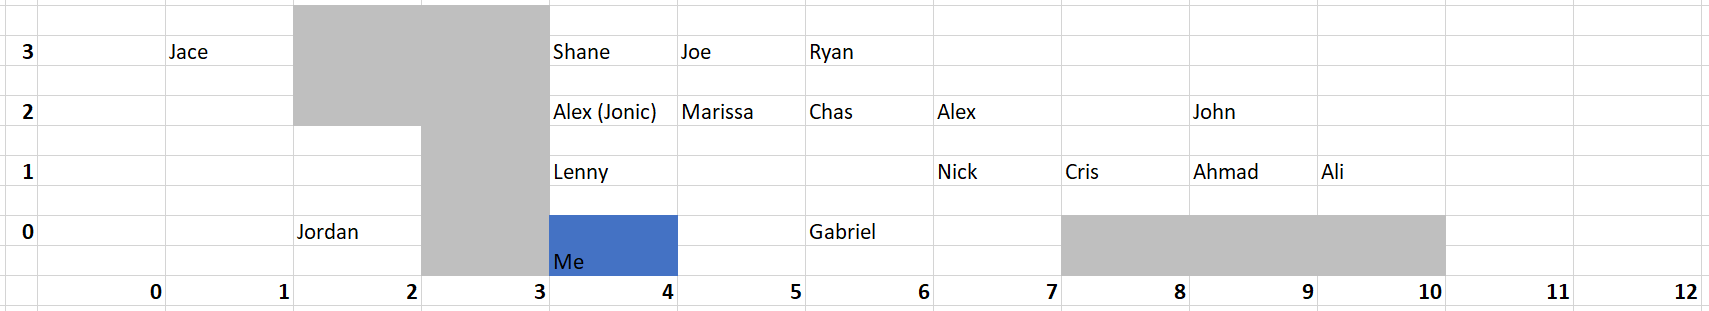 3 Jace Shane Joe Ryan
2 Alex (Jonic) Marissa Chas Alex John
1 Lenny Nick Cris Ahmad Ali
0 Jordan Gabriel
Me
0 1 2 3 4 5 6 7 8 9 10 11 12